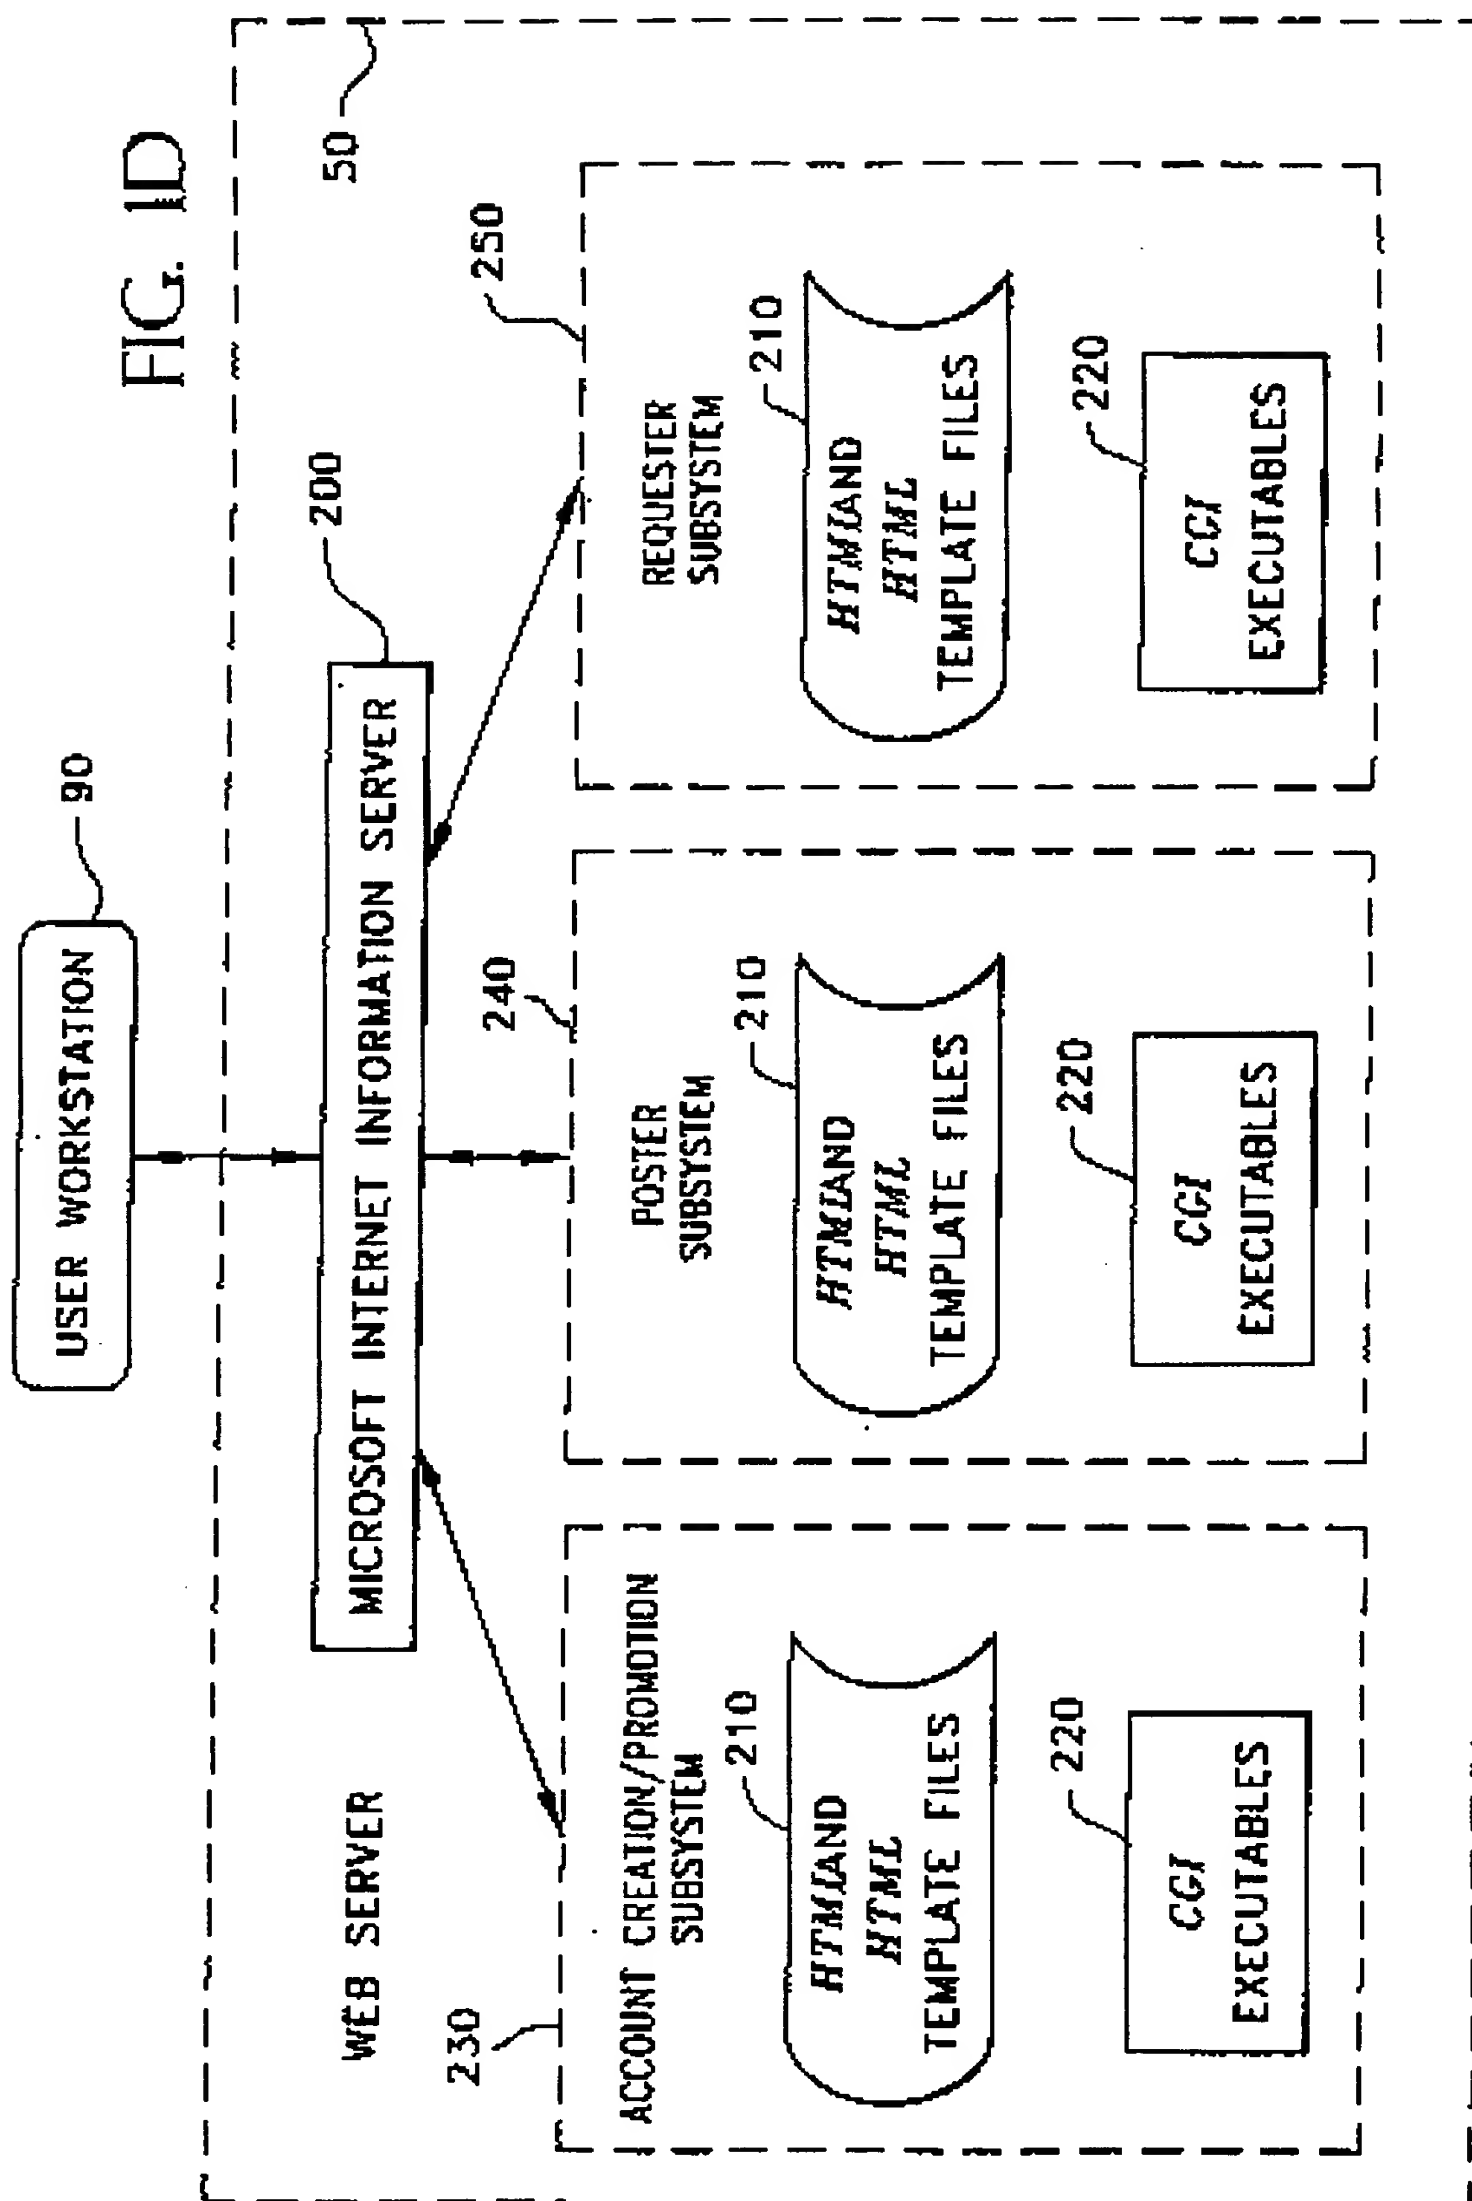 FIG. 1D
USER WORKSTATION
90
50
WEB SERVER
200
MICROSOFT INTERNET INFORMATION SERVER
230
ACCOUNT CREATION/PROMOTION
SUBSYSTEM
210
HTMLAND
HTML
TEMPLATE FILES
220
CGI
EXECUTABLES
240
POSTER
SUBSYSTEM
210
HTMLAND
HTML
TEMPLATE FILES
220
CGI
EXECUTABLES
250
REQUESTER
SUBSYSTEM
210
HTMLAND
HTML
TEMPLATE FILES
220
CGI
EXECUTABLES